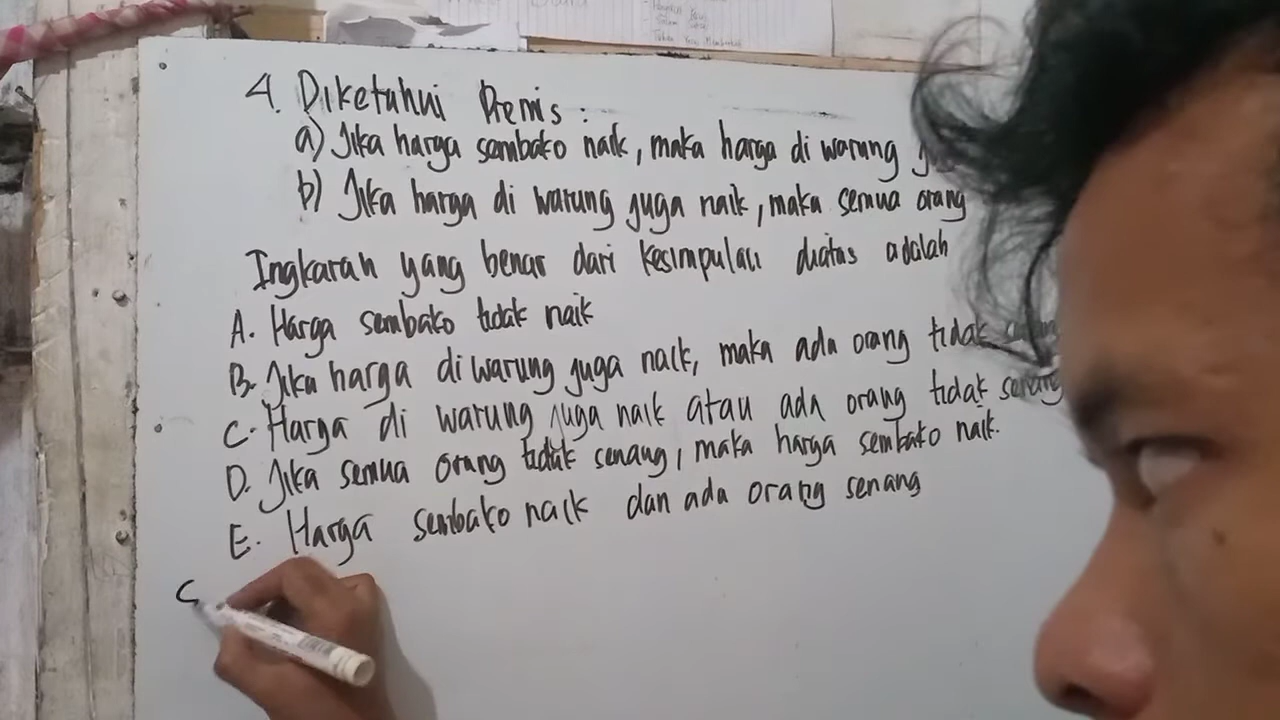 4. Diketahui Premis :
a) Jika harga sembako naik, maka harga di warung
b) Jika harga di warung juga naik, maka semua orang
Ingkaran yang benar dari kesimpulan diatas adalah
A. Harga sembako tidak naik
B. Jika harga di warung juga naik, maka ada orang tidak
C. Harga di warung juga naik atau ada orang tidak senang
D. Jika semua orang tidak senang, maka harga sembako naik.
E. Harga sembako naik dan ada orang senang